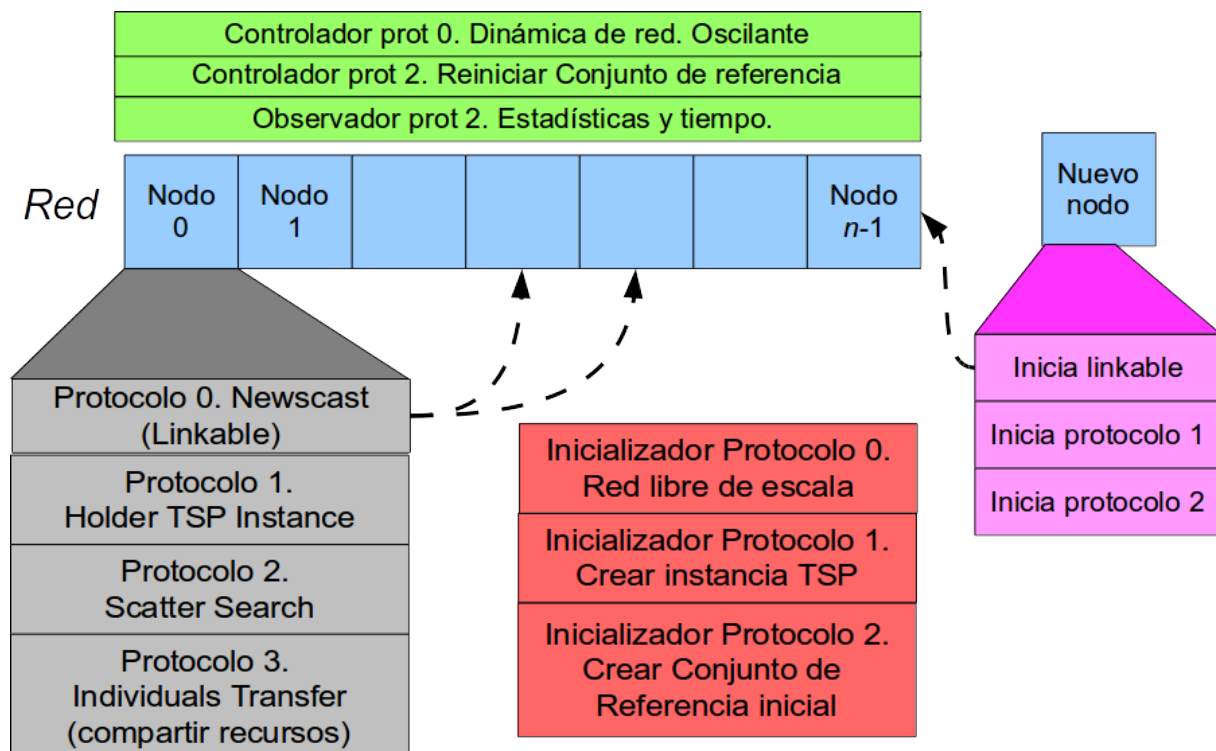 Controlador prot 0. Dinámica de red. Oscilante
Controlador prot 2. Reiniciar Conjunto de referencia
Observador prot 2. Estadísticas y tiempo.
Red
Nodo
0
Nodo
1
Nodo
n-1
Nuevo
nodo
Protocolo 0. Newscast
(Linkable)
Protocolo 1.
Holder TSP Instance
Protocolo 2.
Scatter Search
Protocolo 3.
Individuals Transfer
(compartir recursos)
Inicializador Protocolo 0.
Red libre de escala
Inicializador Protocolo 1.
Crear instancia TSP
Inicializador Protocolo 2.
Crear Conjunto de
Referencia inicial
Inicia linkable
Inicia protocolo 1
Inicia protocolo 2